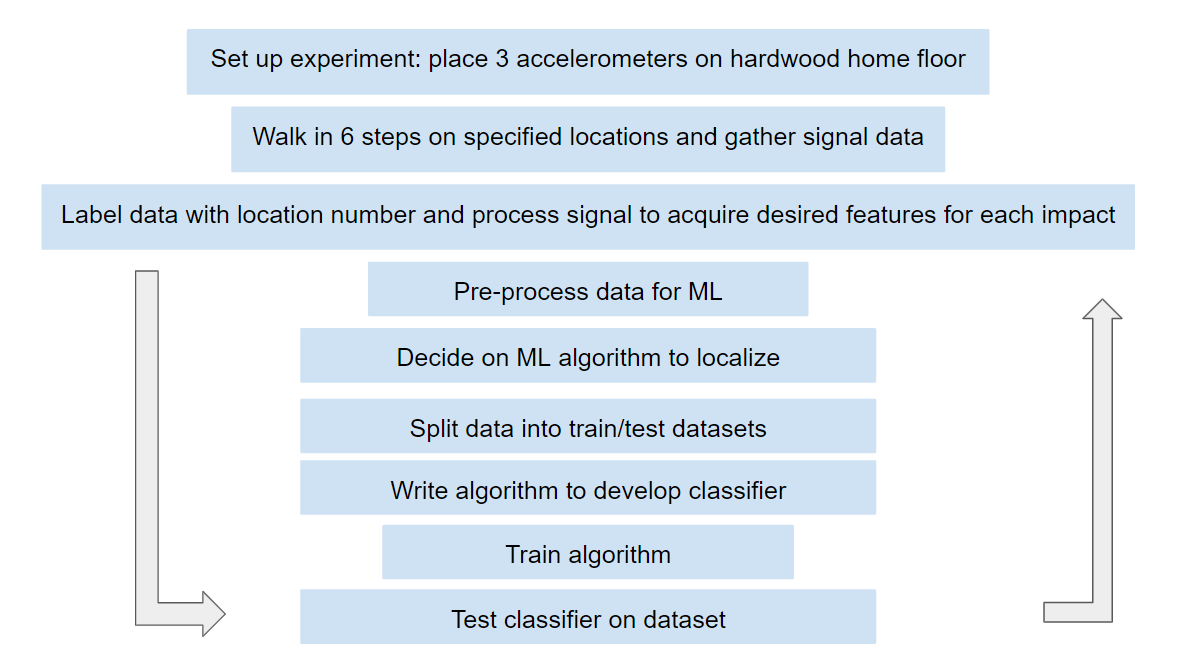 Set up experiment: place 3 accelerometers on hardwood home floor
Walk in 6 steps on specified locations and gather signal data
Label data with location number and process signal to acquire desired features for each impact
Pre-process data for ML
Decide on ML algorithm to localize
Split data into train/test datasets
Write algorithm to develop classifier
Train algorithm
Test classifier on dataset